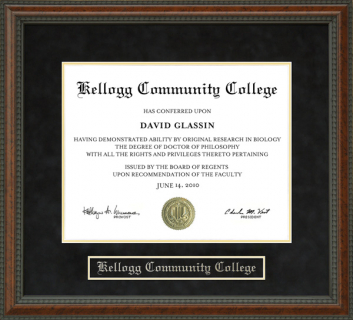 Kellogg Community College
HAS CONFERRED UPON
DAVID GLASSIN
HAVING DEMONSTRATED ABILITY BY ORIGINAL RESEARCH IN BIOLOGY
THE DEGREE OF DOCTOR OF PHILOSOPHY
WITH ALL THE RIGHTS AND PRIVILEGES THERETO PERTAINING
ISSUED BY THE BOARD OF REGENTS
UPON RECOMMENDATION OF THE FACULTY
JUNE 14, 2010
PROVOST
PRESIDENT
Kellogg Community College